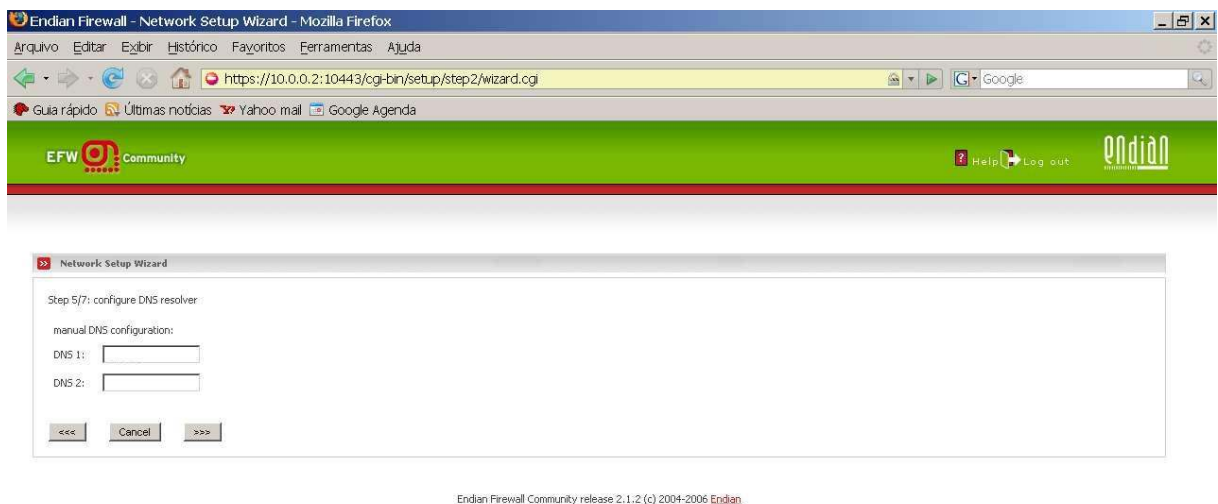 Endian Firewall - Network Setup Wizard - Mozilla Firefox
Arquivo Editar Exibir Histórico Favoritos Ferramentas Ajuda
https://10.0.0.2:10443/cgi-bin/setup/step2/wizard.cgi
G Google
Guia rápido Últimas notícias Yahoo mail Google Agenda
EFW Community
? Help Log out endian
>> Network Setup Wizard
Step 5/7: configure DNS resolver
manual DNS configuration:
DNS 1:
DNS 2:
<<< Cancel >>>
Endian Firewall Community release 2.1.2 (c) 2004-2006 Endian